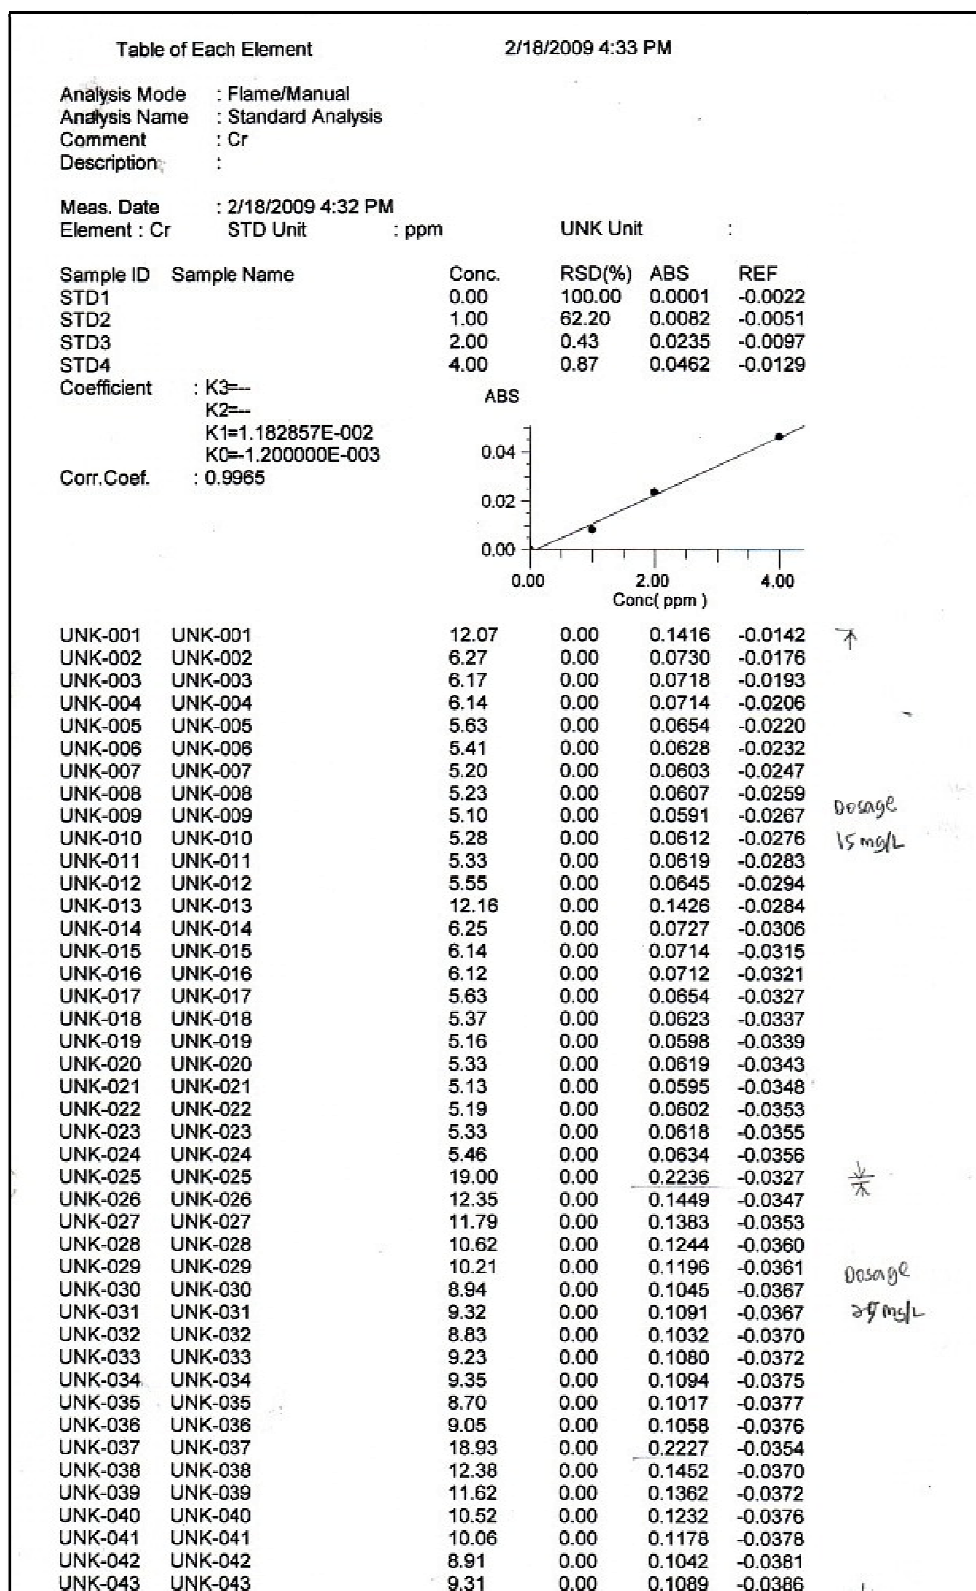 Table of Each Element 2/18/2009 4:33 PM
Analysis Mode : Flame/Manual
Analysis Name : Standard Analysis
Comment : Cr
Description :
Meas. Date : 2/18/2009 4:32 PM
Element : Cr STD Unit : ppm UNK Unit :
Sample ID Sample Name Conc. RSD(%) ABS REF
STD1 0.00 100.00 0.0001 -0.0022
STD2 1.00 62.20 0.0082 -0.0051
STD3 2.00 0.43 0.0235 -0.0097
STD4 4.00 0.87 0.0462 -0.0129
Coefficient : K3=--
K2=--
K1=1.182857E-002
K0=-1.200000E-003
Corr.Coef. : 0.9965
ABS
0.04
0.02
0.00
0.00 2.00 4.00
Conc( ppm )
UNK-001 UNK-001 12.07 0.00 0.1416 -0.0142
UNK-002 UNK-002 6.27 0.00 0.0730 -0.0176
UNK-003 UNK-003 6.17 0.00 0.0718 -0.0193
UNK-004 UNK-004 6.14 0.00 0.0714 -0.0206
UNK-005 UNK-005 5.63 0.00 0.0654 -0.0220
UNK-006 UNK-006 5.41 0.00 0.0628 -0.0232
UNK-007 UNK-007 5.20 0.00 0.0603 -0.0247
UNK-008 UNK-008 5.23 0.00 0.0607 -0.0259
UNK-009 UNK-009 5.10 0.00 0.0591 -0.0267 Dosage
UNK-010 UNK-010 5.28 0.00 0.0612 -0.0276 15 mg/L
UNK-011 UNK-011 5.33 0.00 0.0619 -0.0283
UNK-012 UNK-012 5.55 0.00 0.0645 -0.0294
UNK-013 UNK-013 12.16 0.00 0.1426 -0.0284
UNK-014 UNK-014 6.25 0.00 0.0727 -0.0306
UNK-015 UNK-015 6.14 0.00 0.0714 -0.0315
UNK-016 UNK-016 6.12 0.00 0.0712 -0.0321
UNK-017 UNK-017 5.63 0.00 0.0654 -0.0327
UNK-018 UNK-018 5.37 0.00 0.0623 -0.0337
UNK-019 UNK-019 5.16 0.00 0.0598 -0.0339
UNK-020 UNK-020 5.33 0.00 0.0619 -0.0343
UNK-021 UNK-021 5.13 0.00 0.0595 -0.0348
UNK-022 UNK-022 5.19 0.00 0.0602 -0.0353
UNK-023 UNK-023 5.33 0.00 0.0618 -0.0355
UNK-024 UNK-024 5.46 0.00 0.0634 -0.0356
UNK-025 UNK-025 19.00 0.00 0.2236 -0.0327
UNK-026 UNK-026 12.35 0.00 0.1449 -0.0347
UNK-027 UNK-027 11.79 0.00 0.1383 -0.0353
UNK-028 UNK-028 10.62 0.00 0.1244 -0.0360
UNK-029 UNK-029 10.21 0.00 0.1196 -0.0361 Dosage
UNK-030 UNK-030 8.94 0.00 0.1045 -0.0367
UNK-031 UNK-031 9.32 0.00 0.1091 -0.0367 mg/L
UNK-032 UNK-032 8.83 0.00 0.1032 -0.0370
UNK-033 UNK-033 9.23 0.00 0.1080 -0.0372
UNK-034 UNK-034 9.35 0.00 0.1094 -0.0375
UNK-035 UNK-035 8.70 0.00 0.1017 -0.0377
UNK-036 UNK-036 9.05 0.00 0.1058 -0.0376
UNK-037 UNK-037 18.93 0.00 0.2227 -0.0354
UNK-038 UNK-038 12.38 0.00 0.1452 -0.0370
UNK-039 UNK-039 11.62 0.00 0.1362 -0.0372
UNK-040 UNK-040 10.52 0.00 0.1232 -0.0376
UNK-041 UNK-041 10.06 0.00 0.1178 -0.0378
UNK-042 UNK-042 8.91 0.00 0.1042 -0.0381
UNK-043 UNK-043 9.31 0.00 0.1089 -0.0386